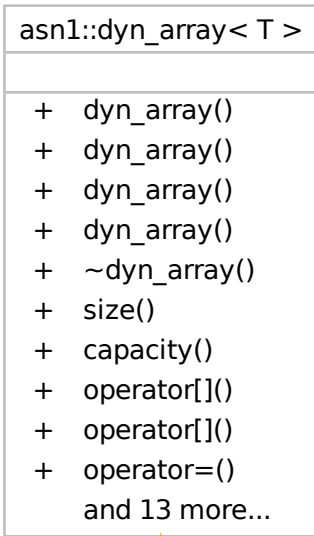 asn1::dyn_array< T >
+ dyn_array()
+ dyn_array()
+ dyn_array()
+ dyn_array()
+ ~dyn_array()
+ size()
+ capacity()
+ operator[]()
+ operator[]()
+ operator=()
and 13 more...